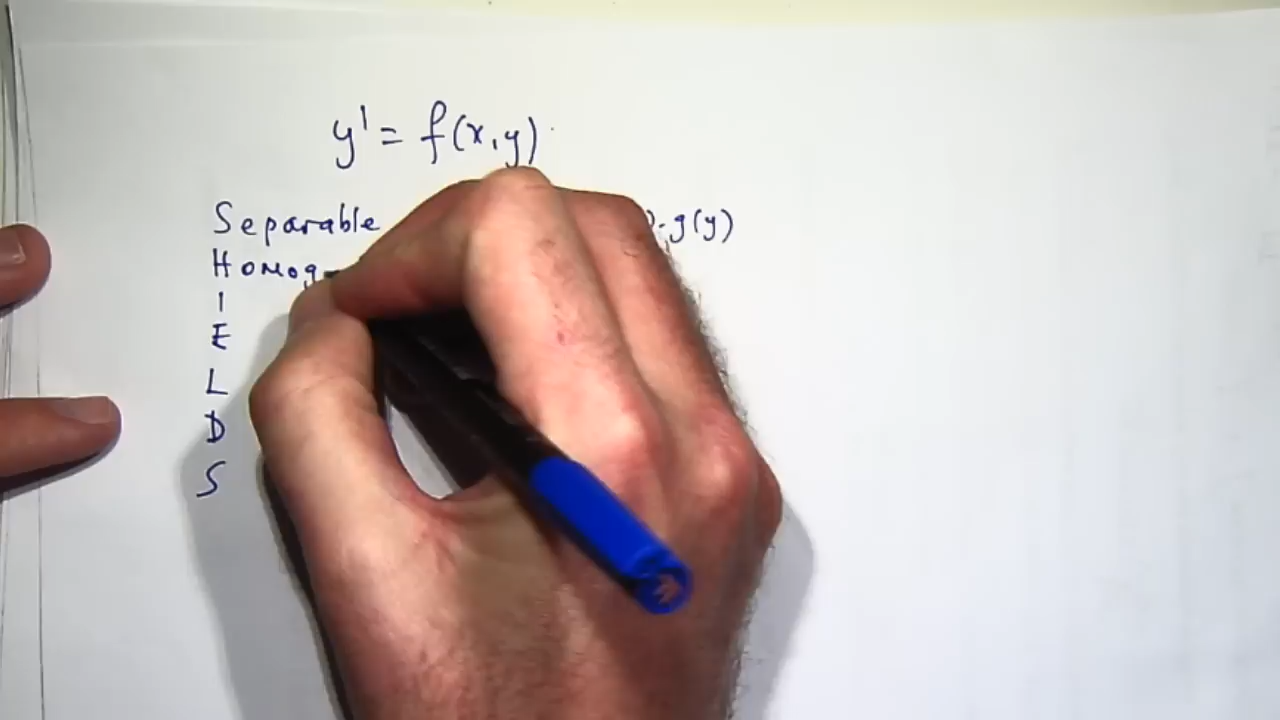 y' = f(x,y)
Separable g(y)
Homog
I
E
L
D
S